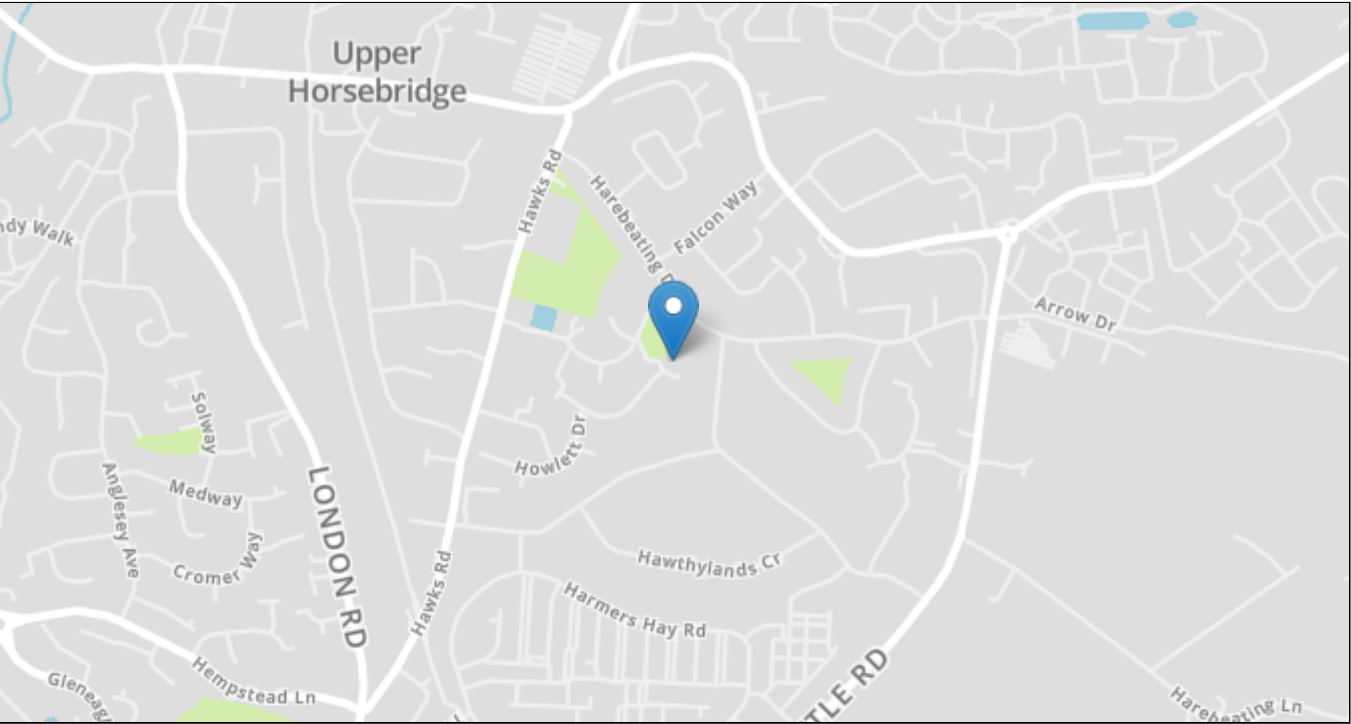 Upper
Horsebridge
Hawks Rd
Harebeating D
Falcon Way
ndy Walk
Arrow Dr
Solway
Howlett Dr
Anglesey Ave
Medway
LONDON RD
Cromer Way
Hawks Rd
Hawthylands Cr
Harmers Hay Rd
Hempstead Ln
Gleneag
TLE RD
Harebeating Ln